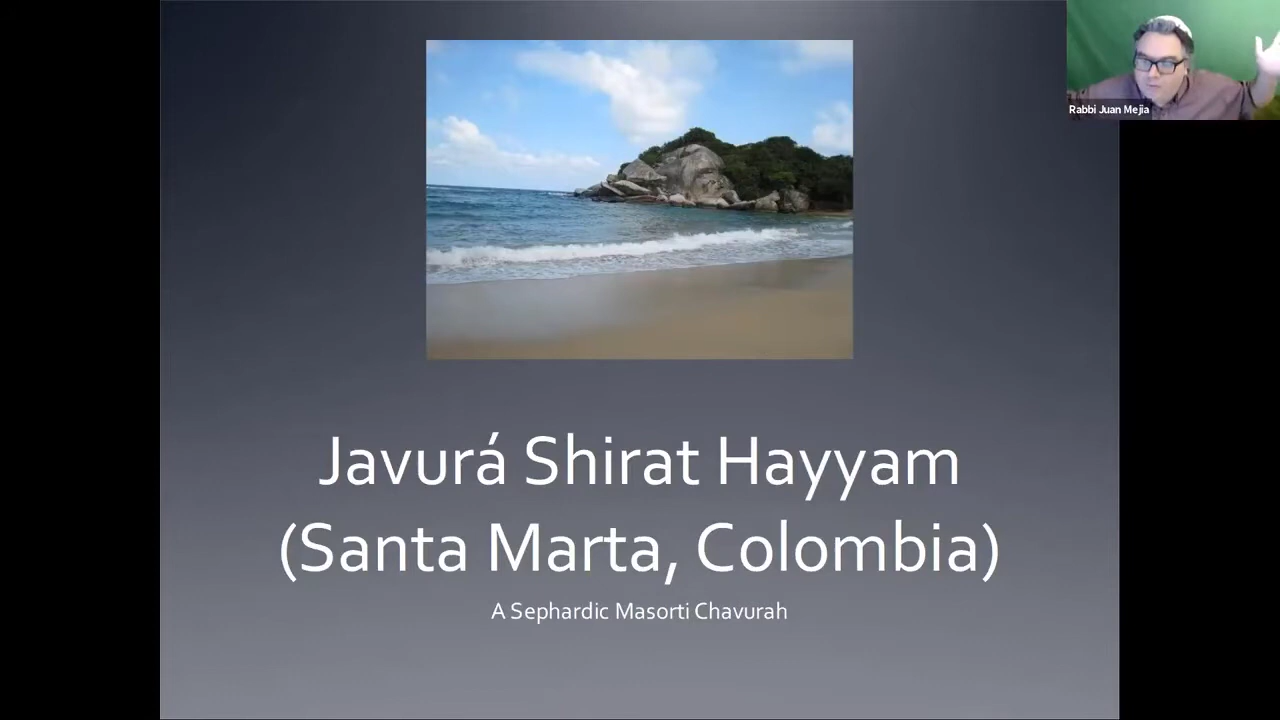 Rabbi Juan Mejia
Javurá Shirat Hayyam
(Santa Marta, Colombia)
A Sephardic Masorti Chavurah